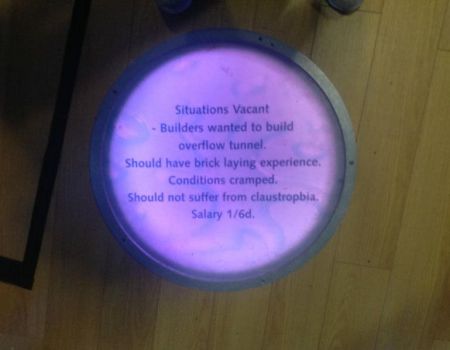 Situations Vacant
- Builders wanted to build
overflow tunnel.
Should have brick laying experience.
Conditions cramped.
Should not suffer from claustropbia.
Salary 1/6d.